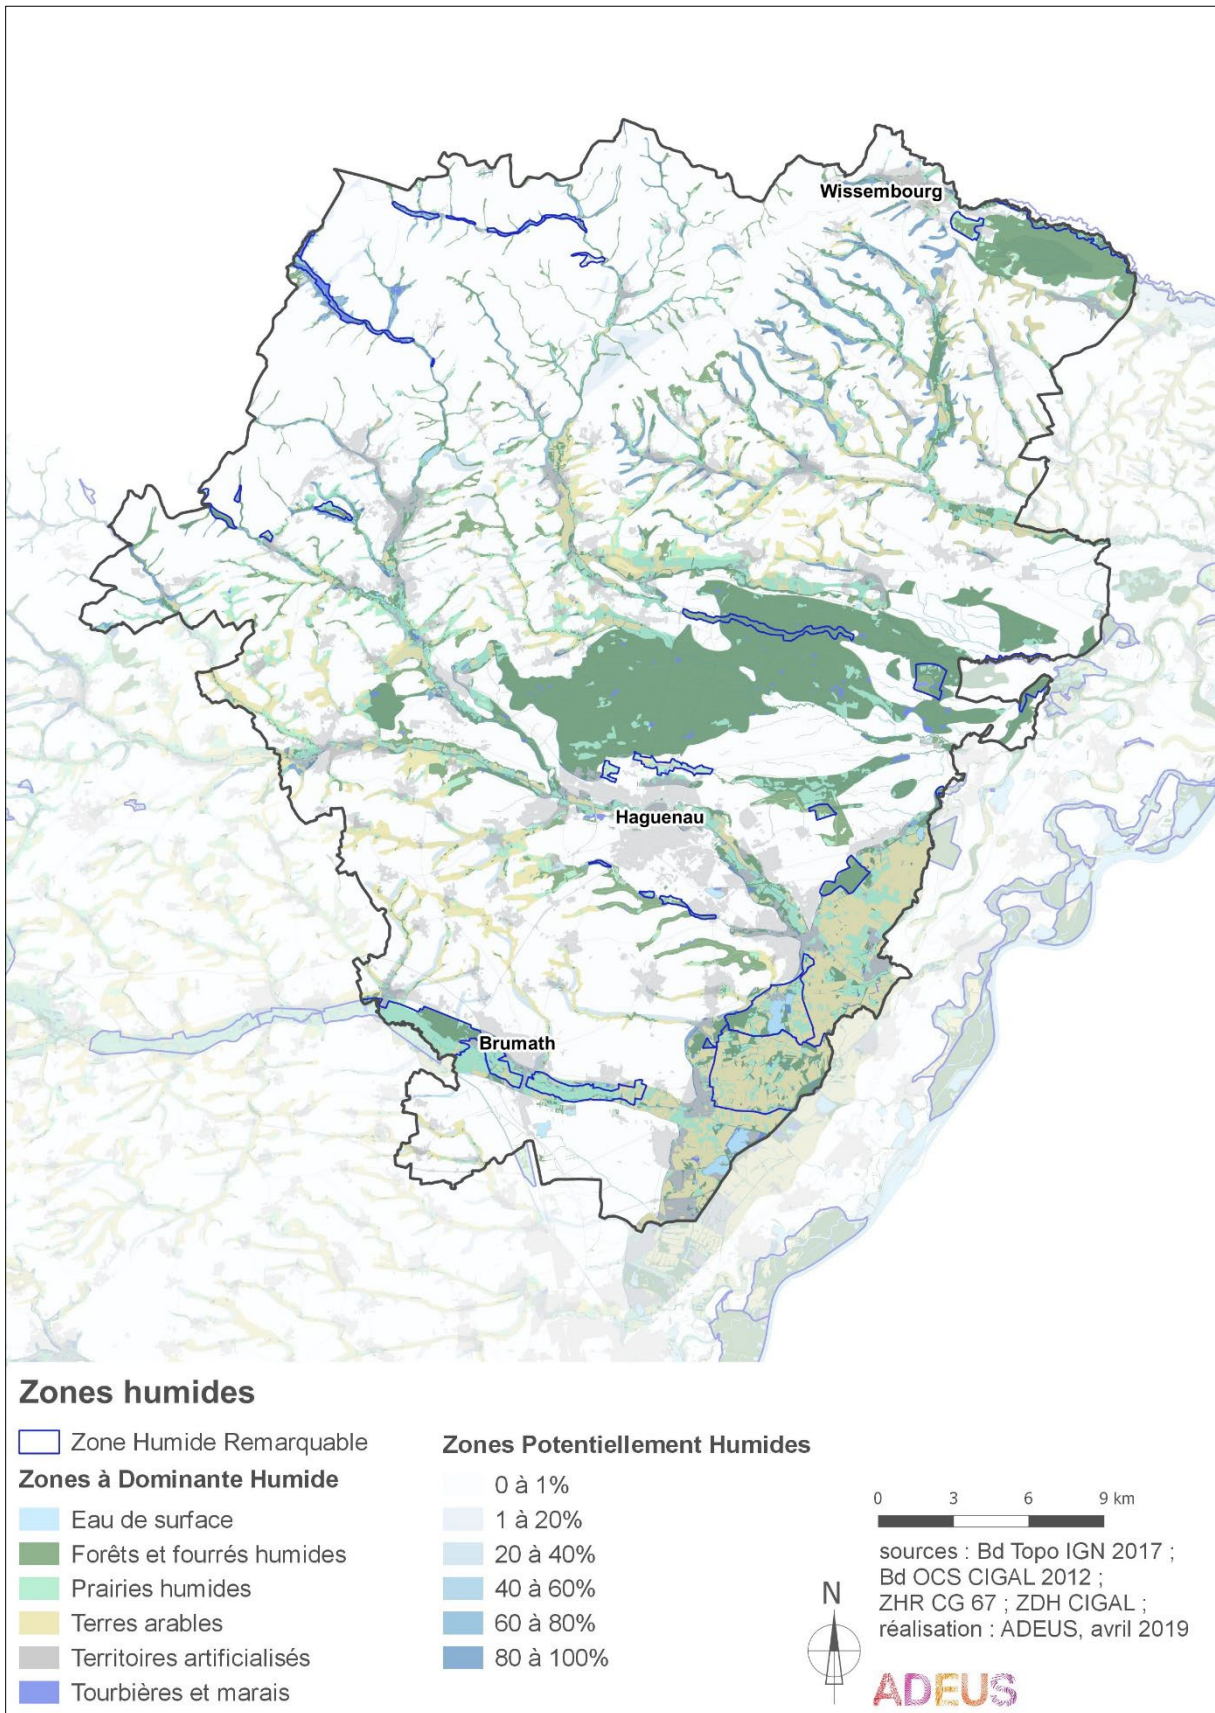 Wissembourg
Haguenau
Brumath
Zones humides
Zone Humide Remarquable
Zones à Dominante Humide
Eau de surface
Forêts et fourrés humides
Prairies humides
Terres arables
Territoires artificialisés
Tourbières et marais
Zones Potentiellement Humides
0 à 1%
1 à 20%
20 à 40%
40 à 60%
60 à 80%
80 à 100%
0 3 6 9 km
N
sources : Bd Topo IGN 2017 ;
Bd OCS CIGAL 2012 ;
ZHR CG 67 ; ZDH CIGAL ;
réalisation : ADEUS, avril 2019
ADEUS